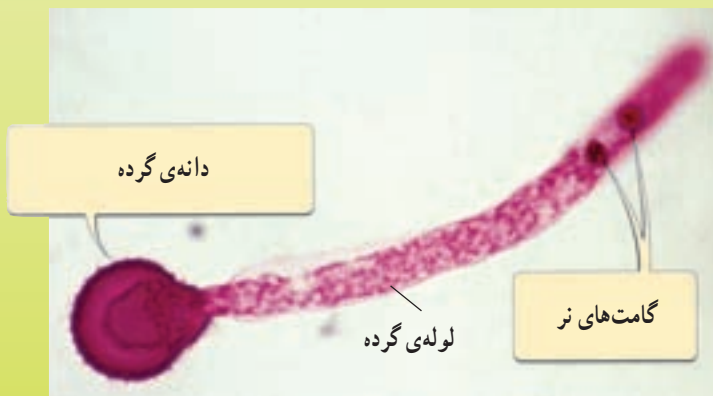 دانه‌ی گرده
گامت‌های نر
لوله‌ی گرده